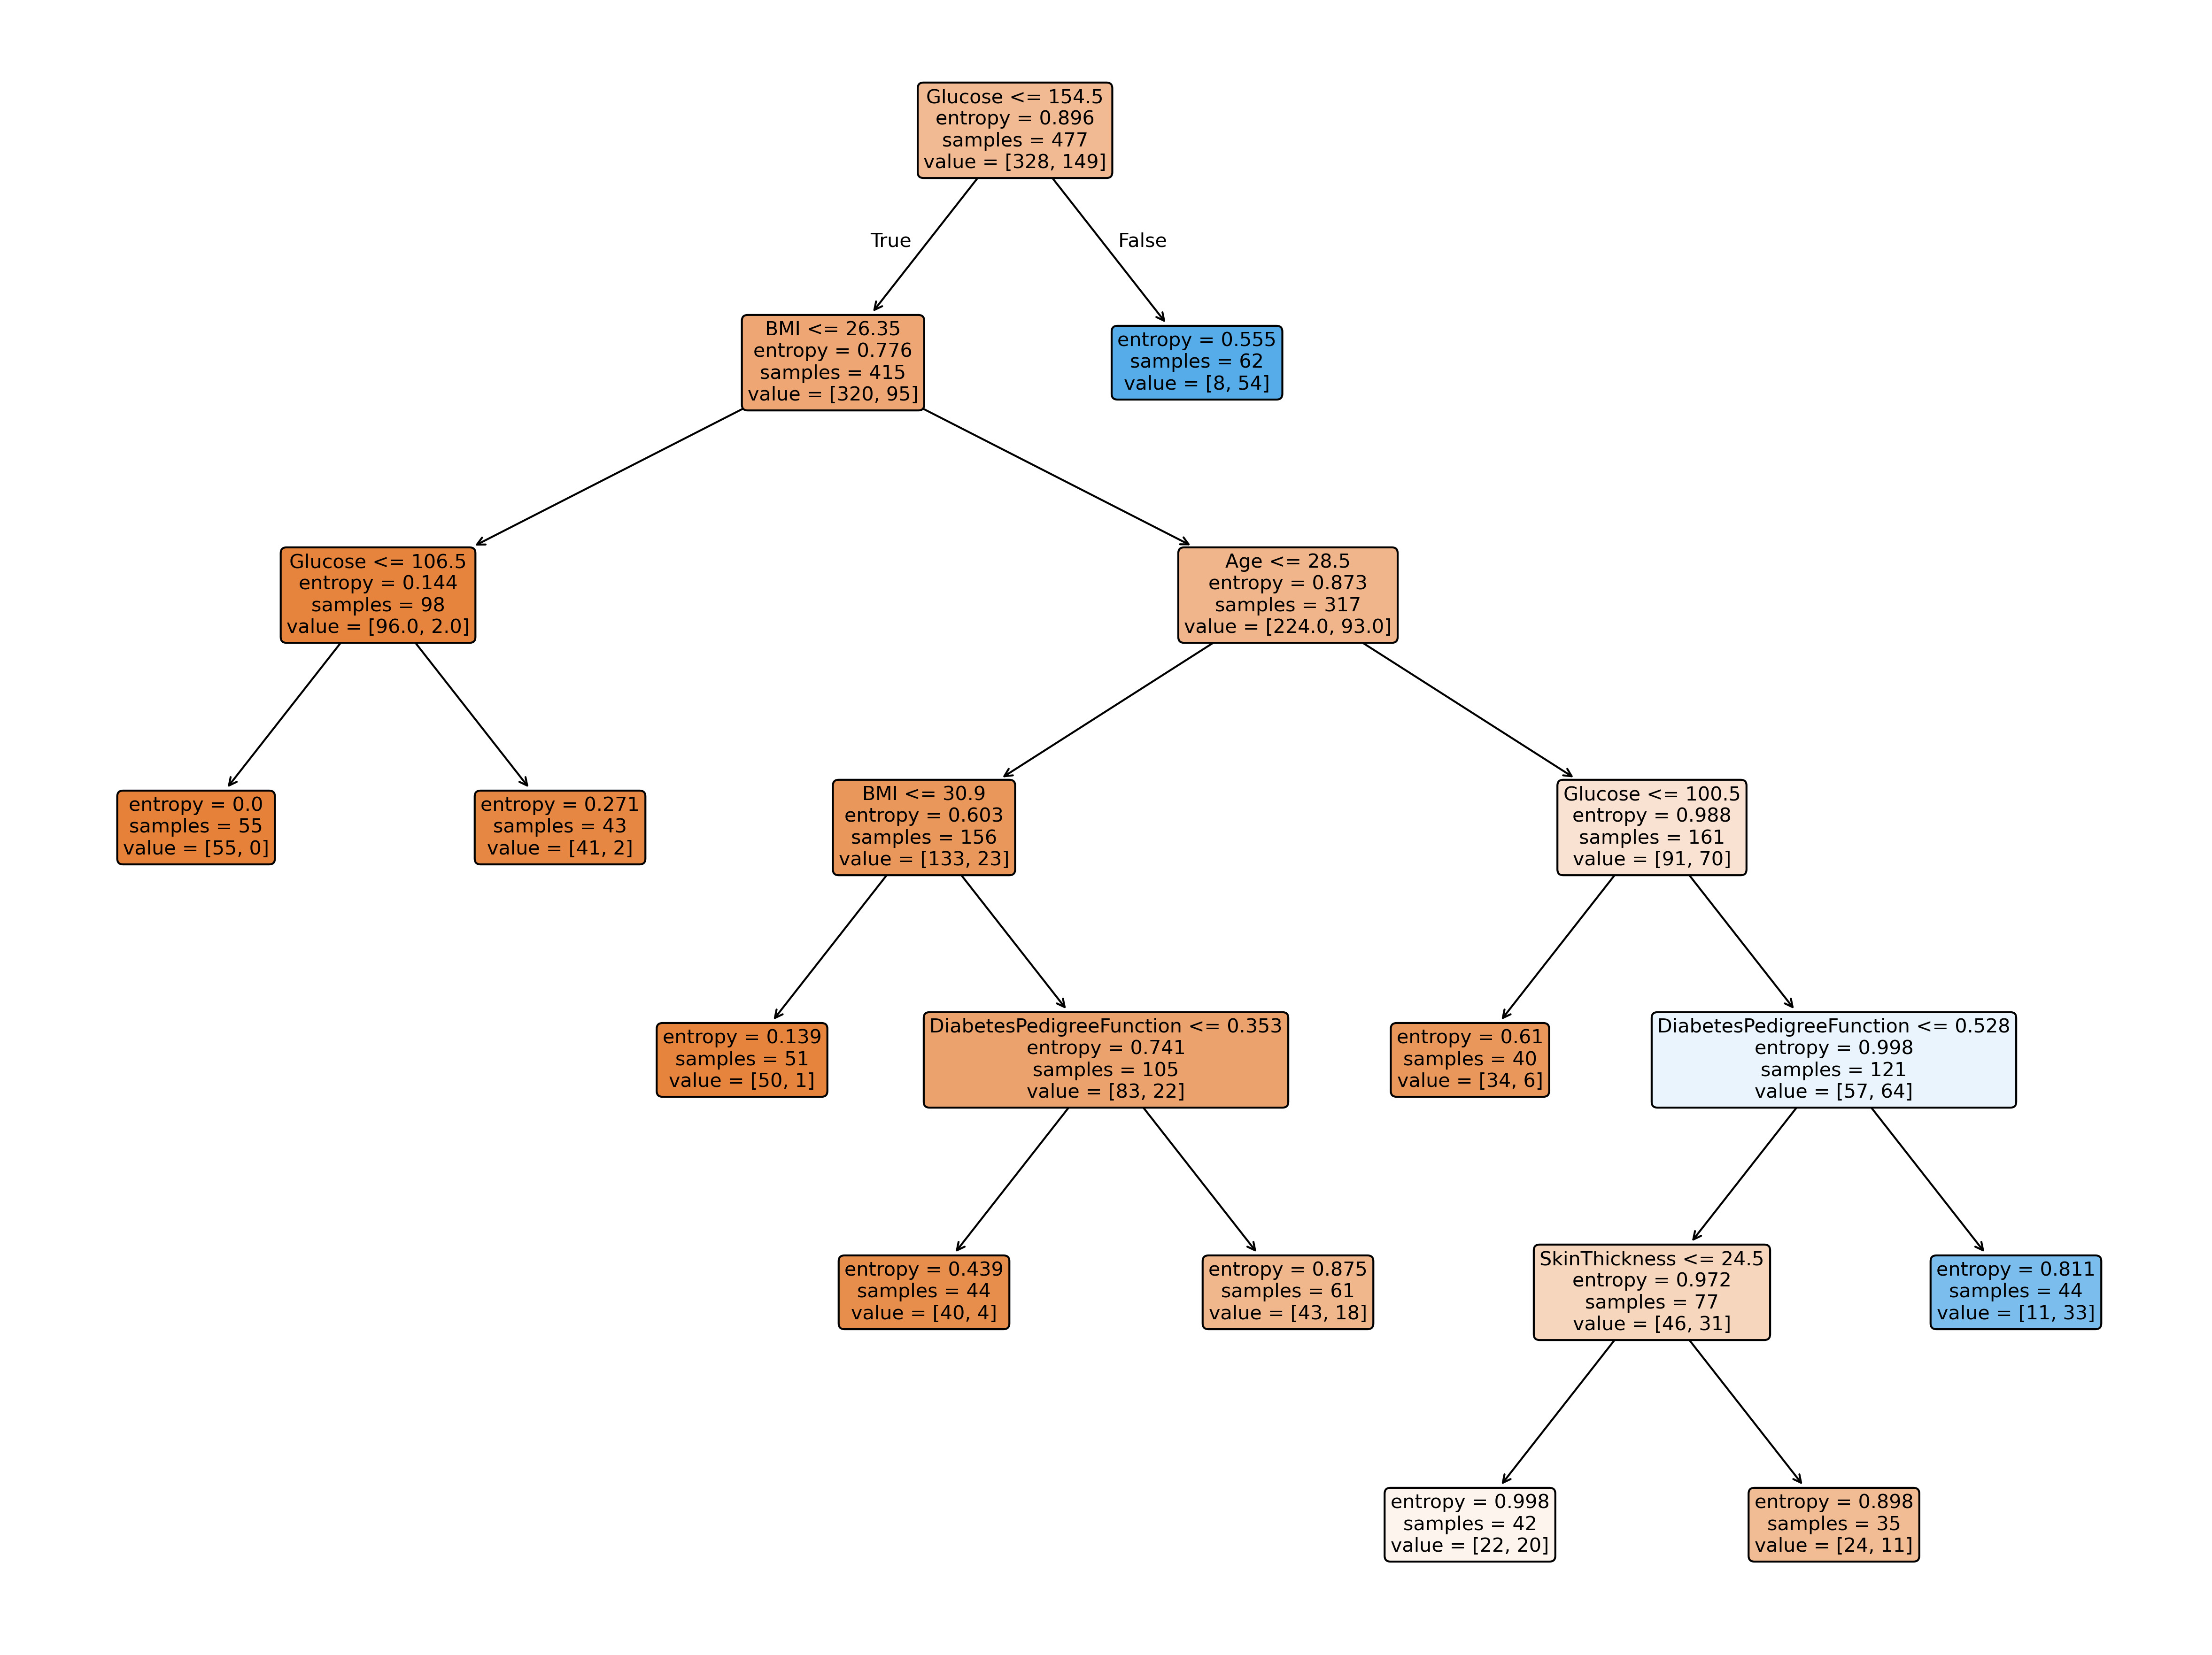 Glucose <= 154.5
entropy = 0.896
samples = 477
value = [328, 149]
True
False
BMI <= 26.35
entropy = 0.776
samples = 415
value = [320, 95]
entropy = 0.555
samples = 62
value = [8, 54]
Glucose <= 106.5
entropy = 0.144
samples = 98
value = [96.0, 2.0]
Age <= 28.5
entropy = 0.873
samples = 317
value = [224.0, 93.0]
entropy = 0.0
samples = 55
value = [55, 0]
entropy = 0.271
samples = 43
value = [41, 2]
BMI <= 30.9
entropy = 0.603
samples = 156
value = [133, 23]
Glucose <= 100.5
entropy = 0.988
samples = 161
value = [91, 70]
entropy = 0.139
samples = 51
value = [50, 1]
DiabetesPedigreeFunction <= 0.353
entropy = 0.741
samples = 105
value = [83, 22]
entropy = 0.61
samples = 40
value = [34, 6]
DiabetesPedigreeFunction <= 0.528
entropy = 0.998
samples = 121
value = [57, 64]
entropy = 0.439
samples = 44
value = [40, 4]
entropy = 0.875
samples = 61
value = [43, 18]
SkinThickness <= 24.5
entropy = 0.972
samples = 77
value = [46, 31]
entropy = 0.811
samples = 44
value = [11, 33]
entropy = 0.998
samples = 42
value = [22, 20]
entropy = 0.898
samples = 35
value = [24, 11]